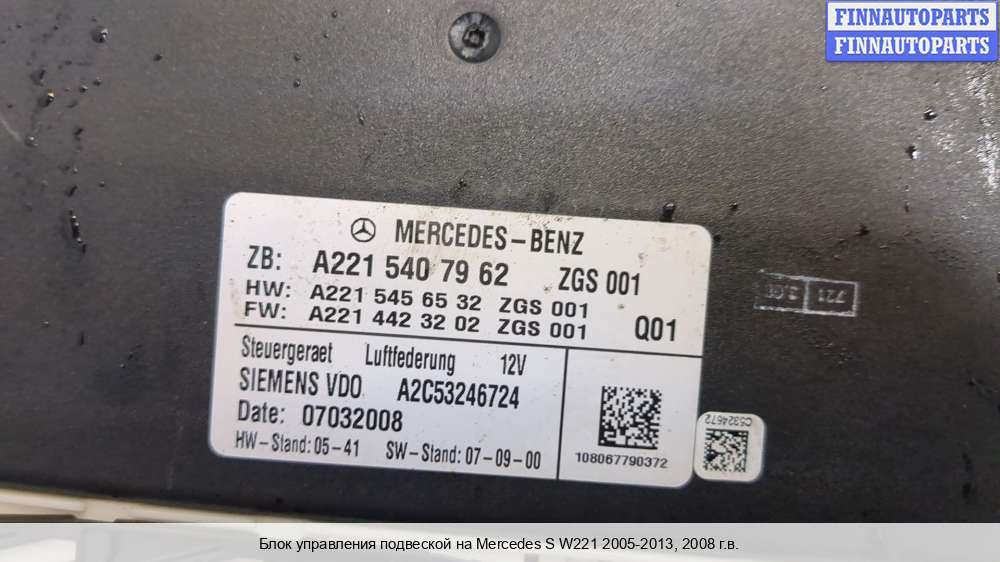 FINNAUTOPARTS
FINNAUTOPARTS
MERCEDES-BENZ
ZB: A221 540 79 62 ZGS 001
HW: A221 545 65 32 ZGS 001
FW: A221 442 32 02 ZGS 001 Q01
Steuergeraet Luftfederung 12V
SIEMENS VDO A2C53246724
Date: 07032008
HW-Stand: 05-41 SW-Stand: 07-09-00
108067790372
C5324672
721
Блок управления подвеской на Mercedes S W221 2005-2013, 2008 г.в.